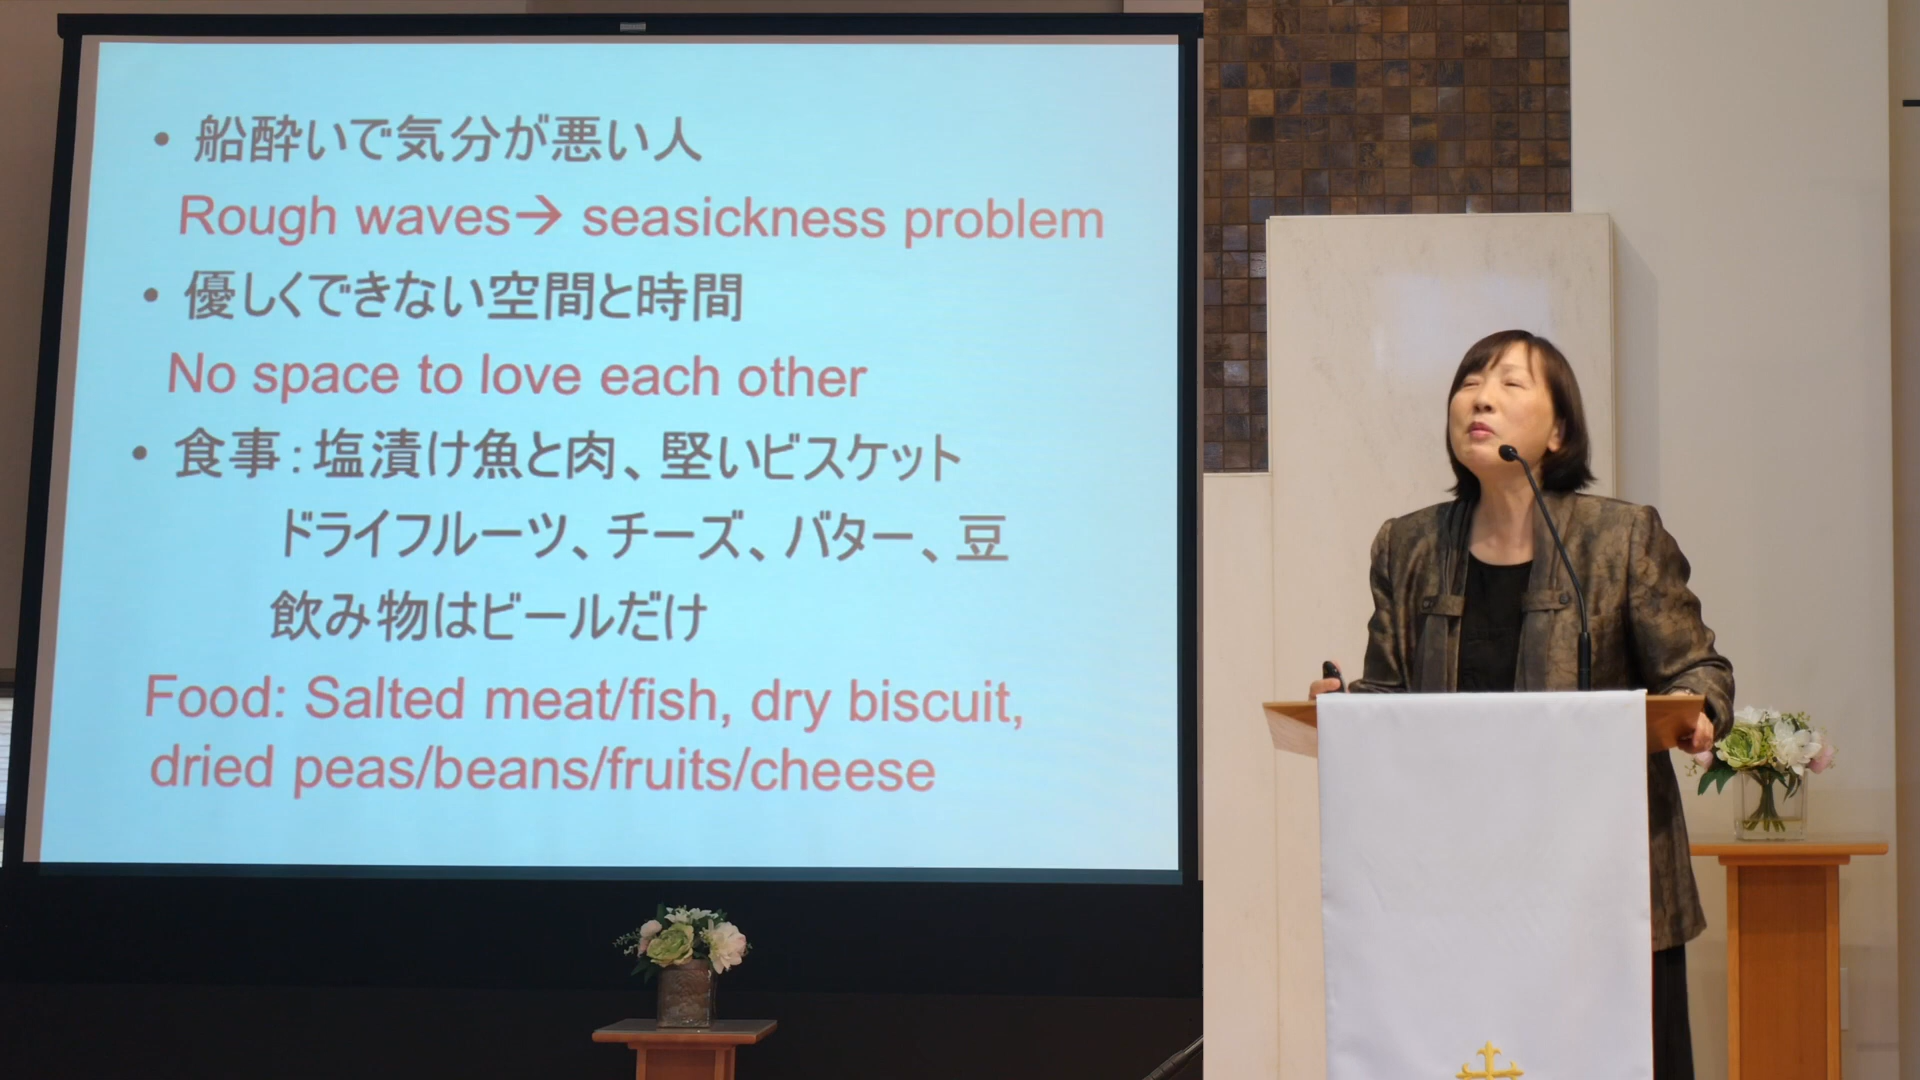 • 船酔いで気分が悪い人
Rough waves→ seasickness problem
• 優しくできない空間と時間
No space to love each other
• 食事：塩漬け魚と肉、堅いビスケット
ドライフルーツ、チーズ、バター、豆
飲み物はビールだけ
Food: Salted meat/fish, dry biscuit,
dried peas/beans/fruits/cheese